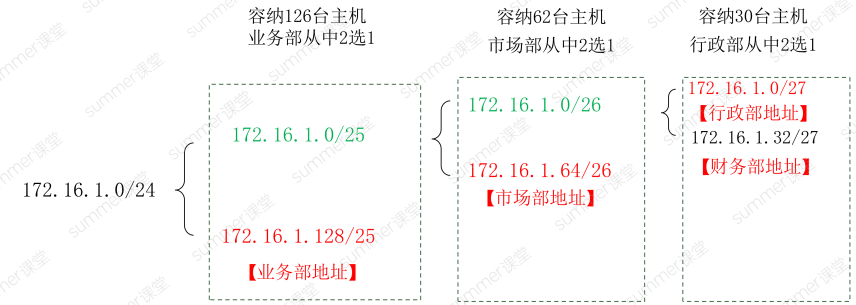 容纳126台主机
业务部从中2选1
容纳62台主机
市场部从中2选1
容纳30台主机
行政部从中2选1
172.16.1.0/24
172.16.1.0/25
172.16.1.128/25
【业务部地址】
172.16.1.0/26
172.16.1.64/26
【市场部地址】
172.16.1.0/27
【行政部地址】
172.16.1.32/27
【财务部地址】
summer课堂